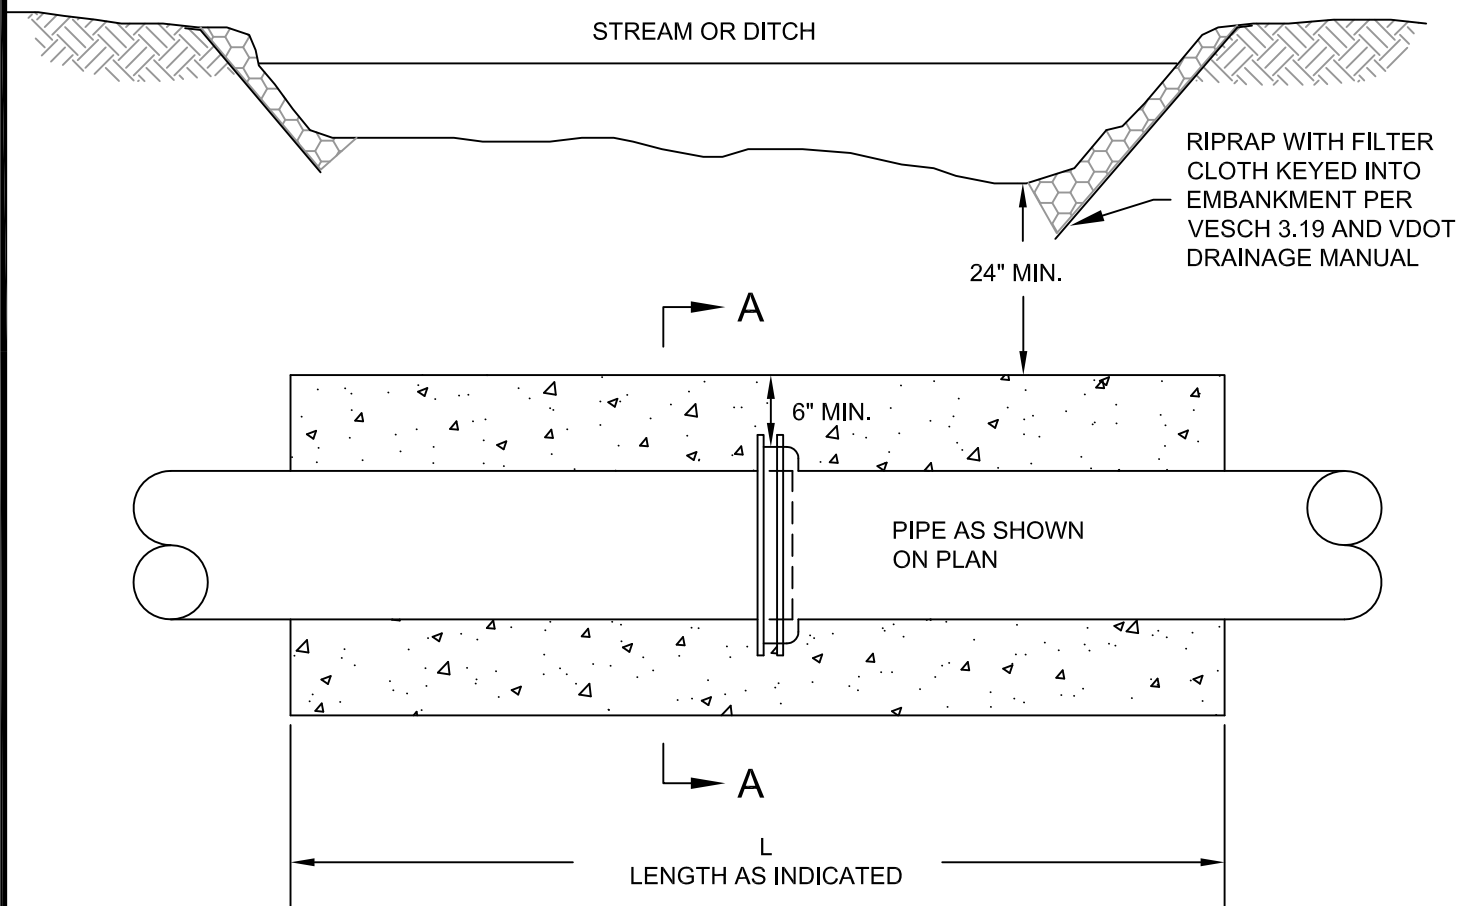 STREAM OR DITCH
RIPRAP WITH FILTER
CLOTH KEYED INTO
EMBANKMENT PER
VESCH 3.19 AND VDOT
DRAINAGE MANUAL
24" MIN.
A
6" MIN.
PIPE AS SHOWN
ON PLAN
A
L
LENGTH AS INDICATED